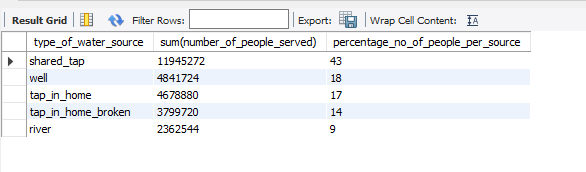 Result Grid Filter Rows: Export: Wrap Cell Content:
type_of_water_source sum(number_of_people_served) percentage_no_of_people_per_source
shared_tap 11945272 43
well 4841724 18
tap_in_home 4678880 17
tap_in_home_broken 3799720 14
river 2362544 9